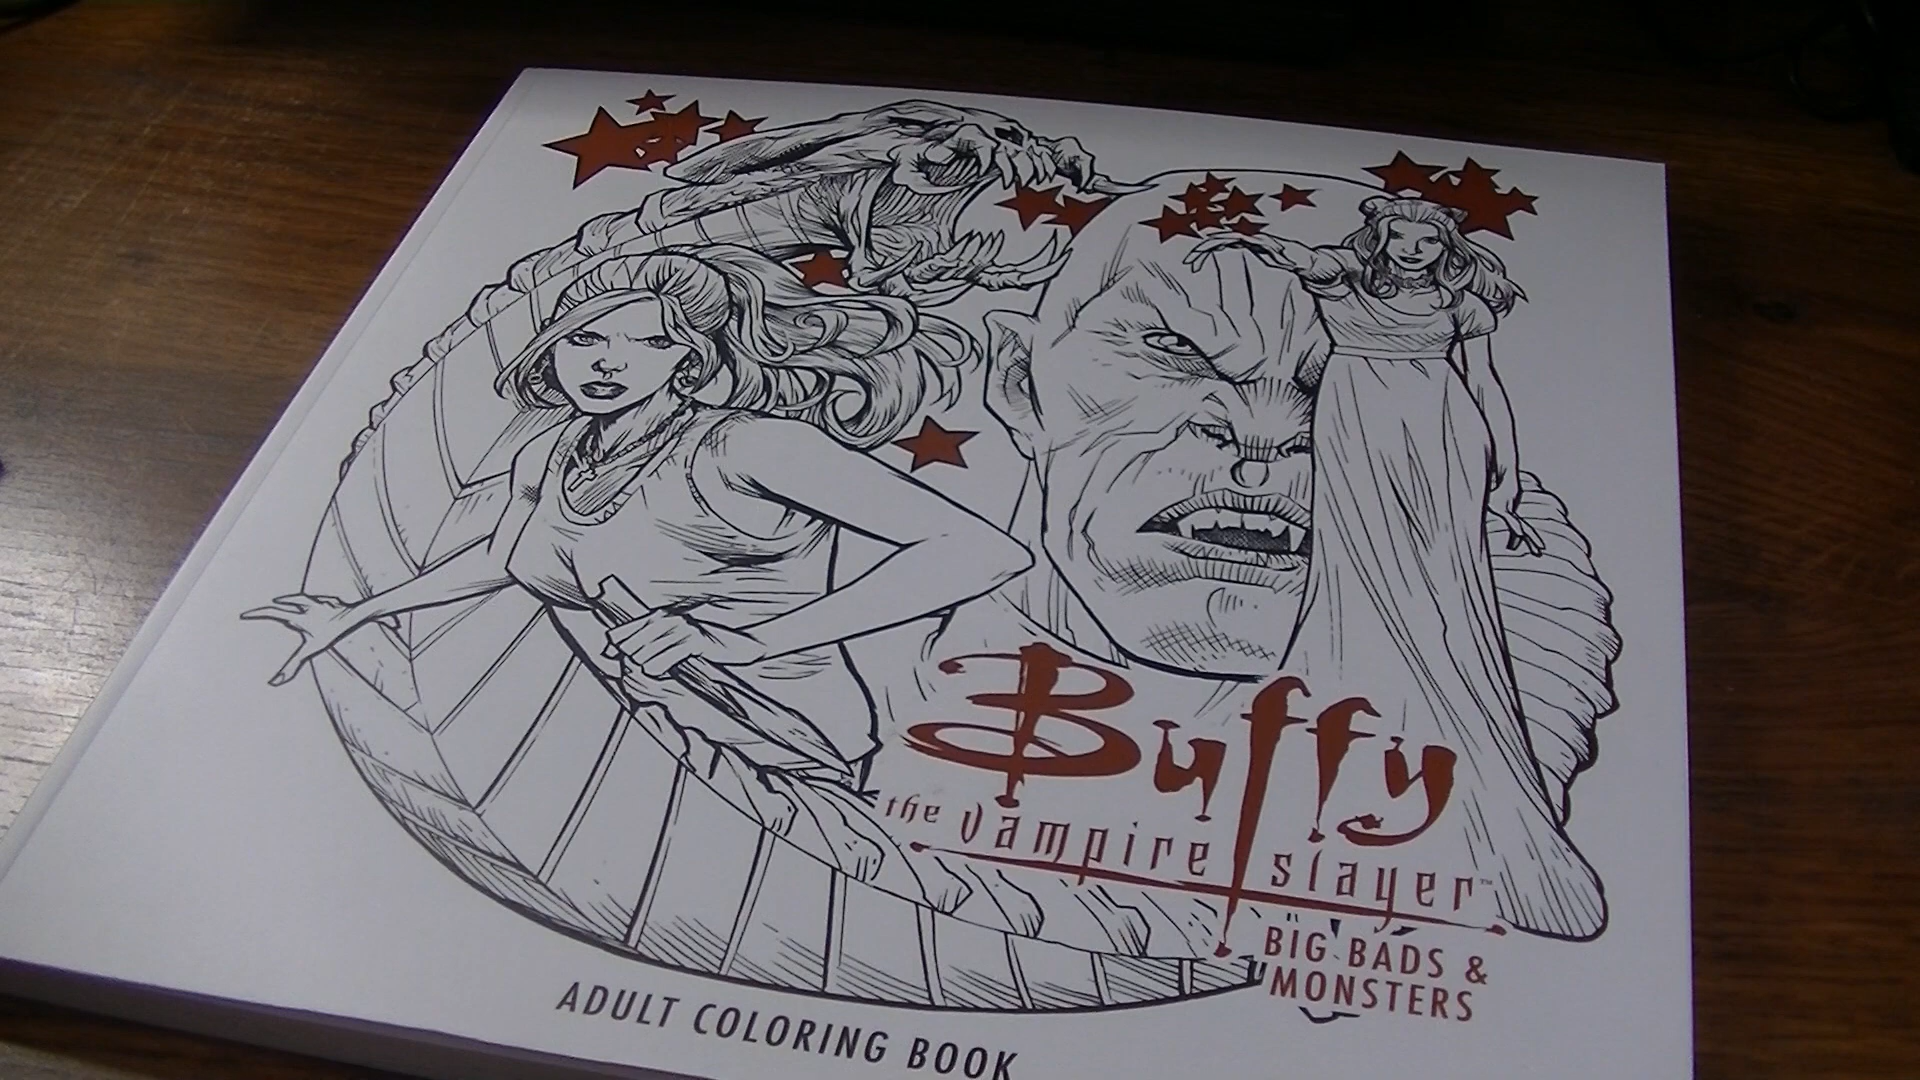 Buffy
the vampire slayer™
BIG BADS &
MONSTERS
ADULT COLORING BOOK